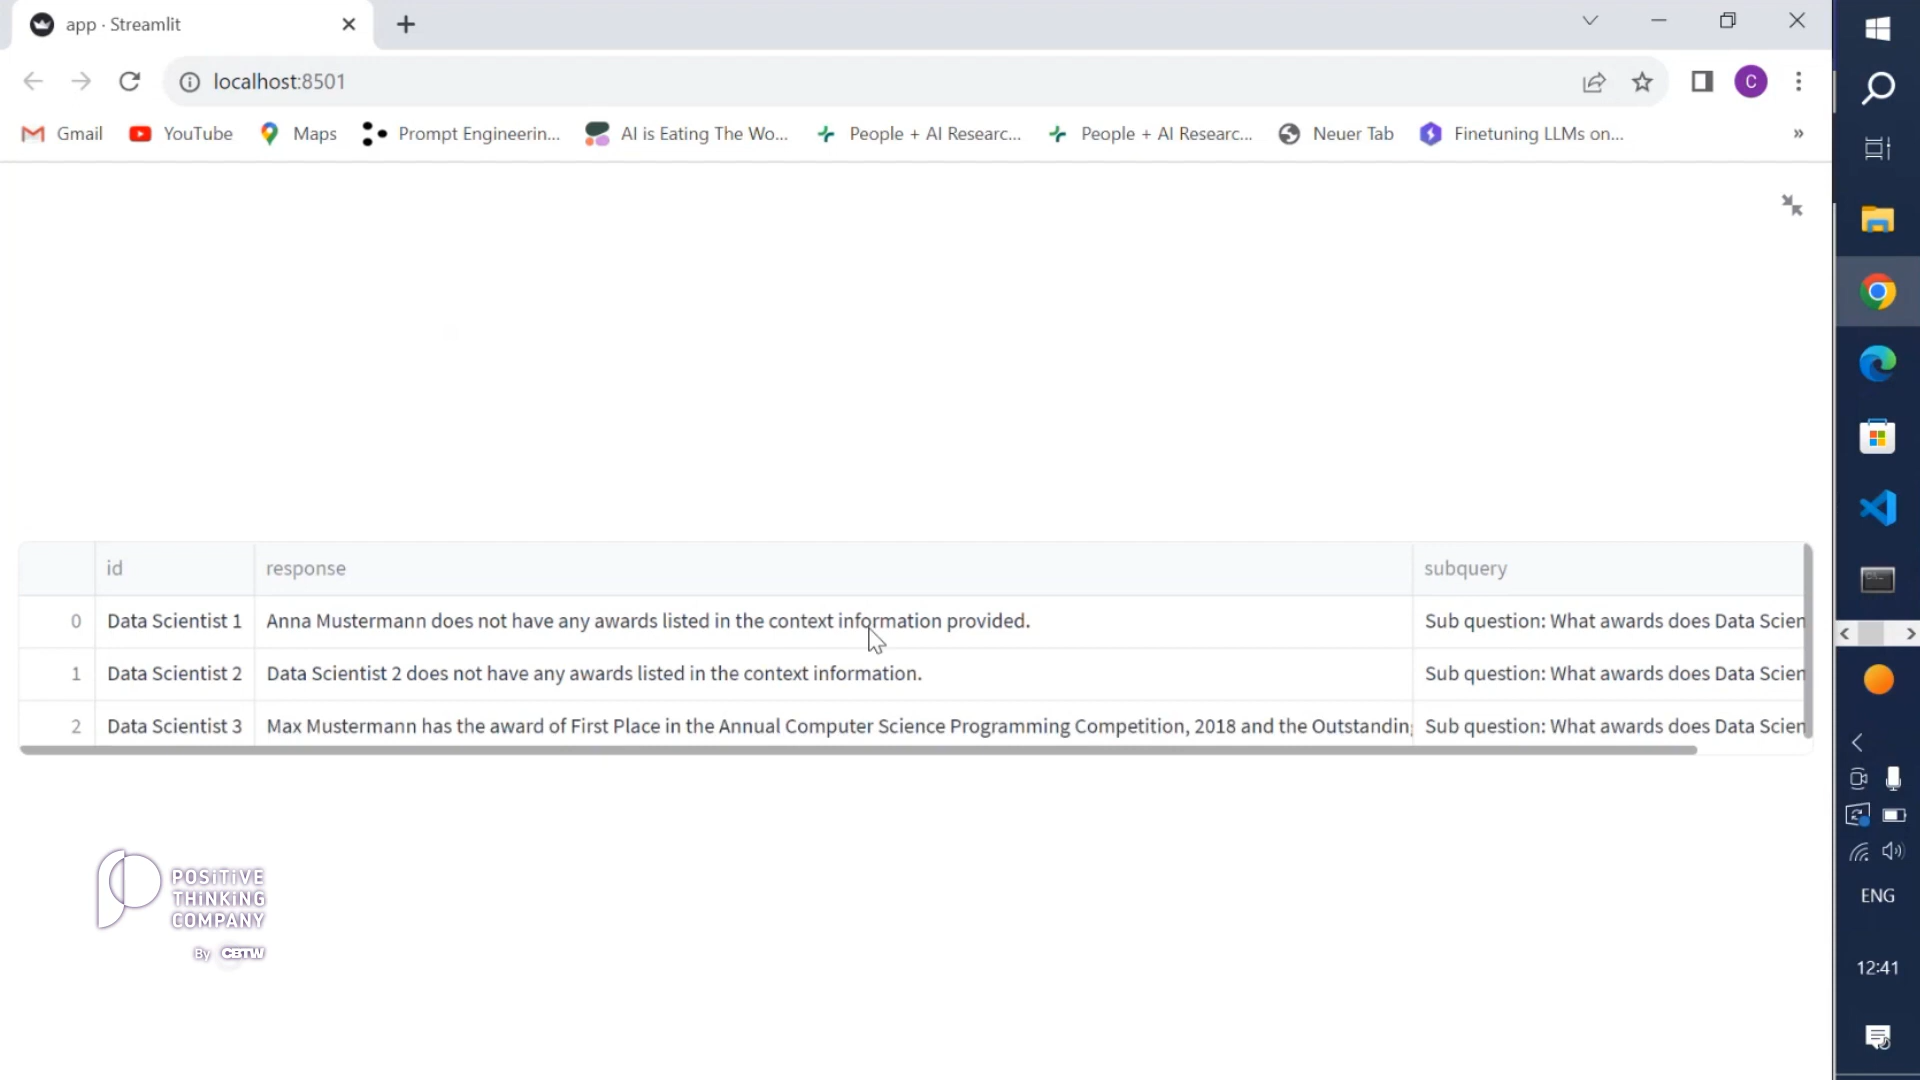 app · Streamlit
localhost:8501
C
Gmail
YouTube
Maps
Prompt Engineerin...
AI is Eating The Wo...
People + AI Researc...
People + AI Researc...
Neuer Tab
Finetuning LLMs on...
»
id response subquery
0 Data Scientist 1 Anna Mustermann does not have any awards listed in the context information provided. Sub question: What awards does Data Scien
1 Data Scientist 2 Data Scientist 2 does not have any awards listed in the context information. Sub question: What awards does Data Scien
2 Data Scientist 3 Max Mustermann has the award of First Place in the Annual Computer Science Programming Competition, 2018 and the Outstanding Sub question: What awards does Data Scien
POSiTiVE
THiNKiNG
COMPANY
By CBTW
ENG
12:41